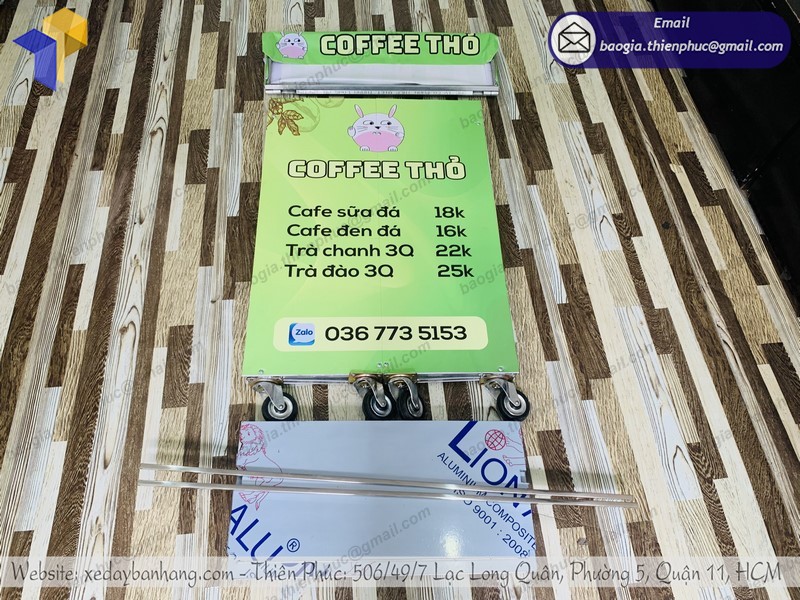 Email
baogia.thienphuc@gmail.com
COFFEE THỎ
COFFEE THỎ
Cafe sữa đá 18k
Cafe đen đá 16k
Trà chanh 3Q 22k
Trà đào 3Q 25k
Zalo 036 773 5153
LIONA
ALUMINIUM COMPOSITE
ISO 9001 : 2008
ALU®
Website: xedaybanhang.com - Thiên Phúc: 506/49/7 Lạc Long Quân, Phường 5, Quận 11, HCM